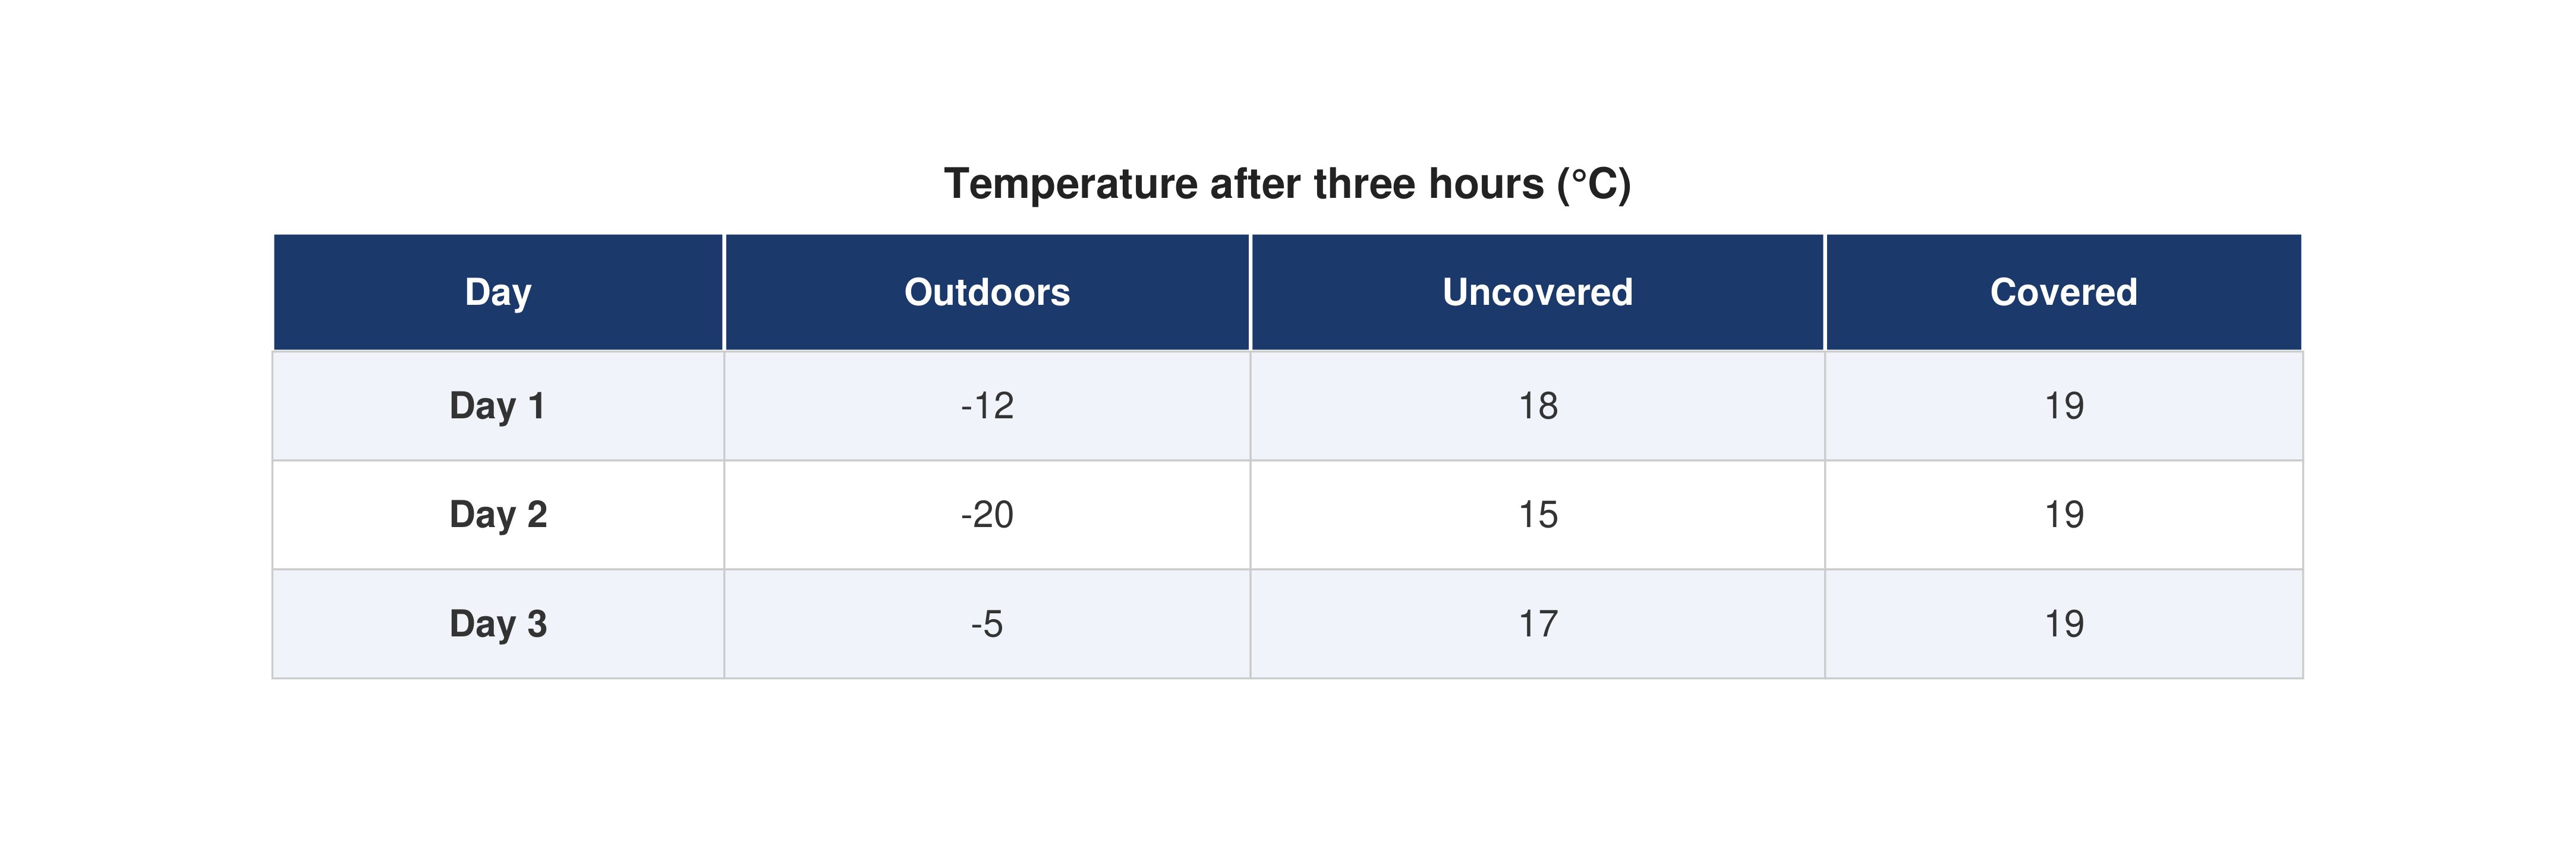 Temperature after three hours (°C)
Day Outdoors Uncovered Covered
Day 1 -12 18 19
Day 2 -20 15 19
Day 3 -5 17 19